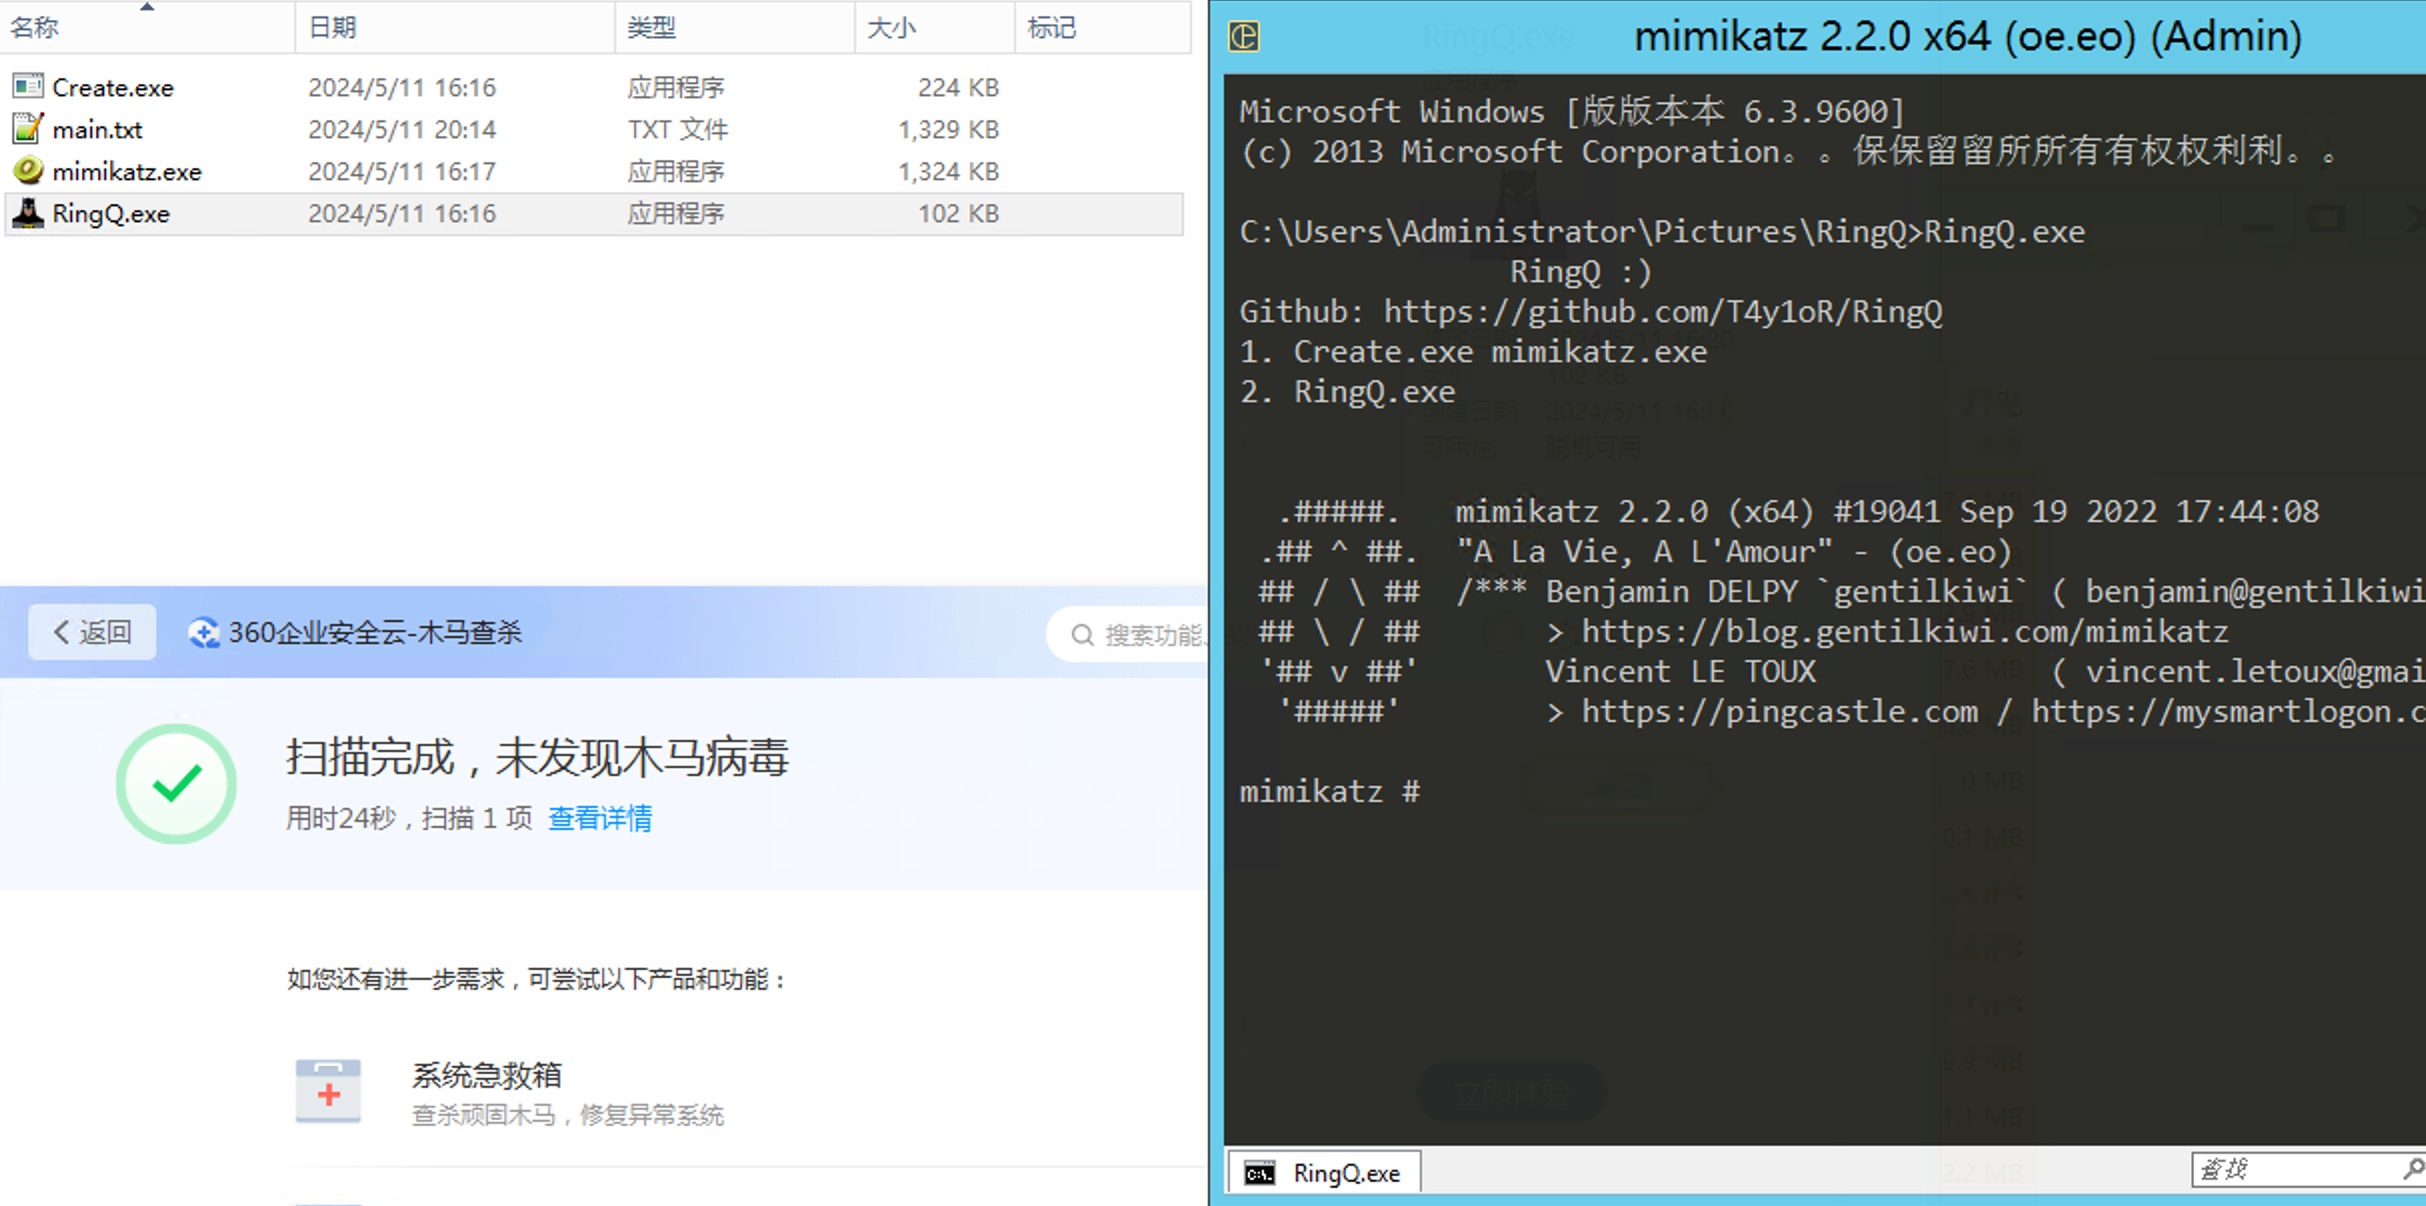 名称 日期 类型 大小 标记
Create.exe 2024/5/11 16:16 应用程序 224 KB
main.txt 2024/5/11 20:14 TXT 文件 1,329 KB
mimikatz.exe 2024/5/11 16:17 应用程序 1,324 KB
RingQ.exe 2024/5/11 16:16 应用程序 102 KB
返回 360企业安全云-木马查杀 搜索功能、
扫描完成，未发现木马病毒
用时24秒，扫描 1 项 查看详情
如您还有进一步需求，可尝试以下产品和功能：
系统急救箱
查杀顽固木马，修复异常系统
mimikatz 2.2.0 x64 (oe.eo) (Admin)
Microsoft Windows [版版本本 6.3.9600]
(c) 2013 Microsoft Corporation。。保保留留所所有有权权利利。。
C:\Users\Administrator\Pictures\RingQ>RingQ.exe
RingQ :)
Github: https://github.com/T4y1oR/RingQ
1. Create.exe mimikatz.exe
2. RingQ.exe
.#####. mimikatz 2.2.0 (x64) #19041 Sep 19 2022 17:44:08
.## ^ ##. "A La Vie, A L'Amour" - (oe.eo)
## / \ ## /*** Benjamin DELPY `gentilkiwi` ( benjamin@gentilkiwi
## \ / ## > https://blog.gentilkiwi.com/mimikatz
'## v ##' Vincent LE TOUX ( vincent.letoux@gmai
'#####' > https://pingcastle.com / https://mysmartlogon.c
mimikatz #
RingQ.exe 查找